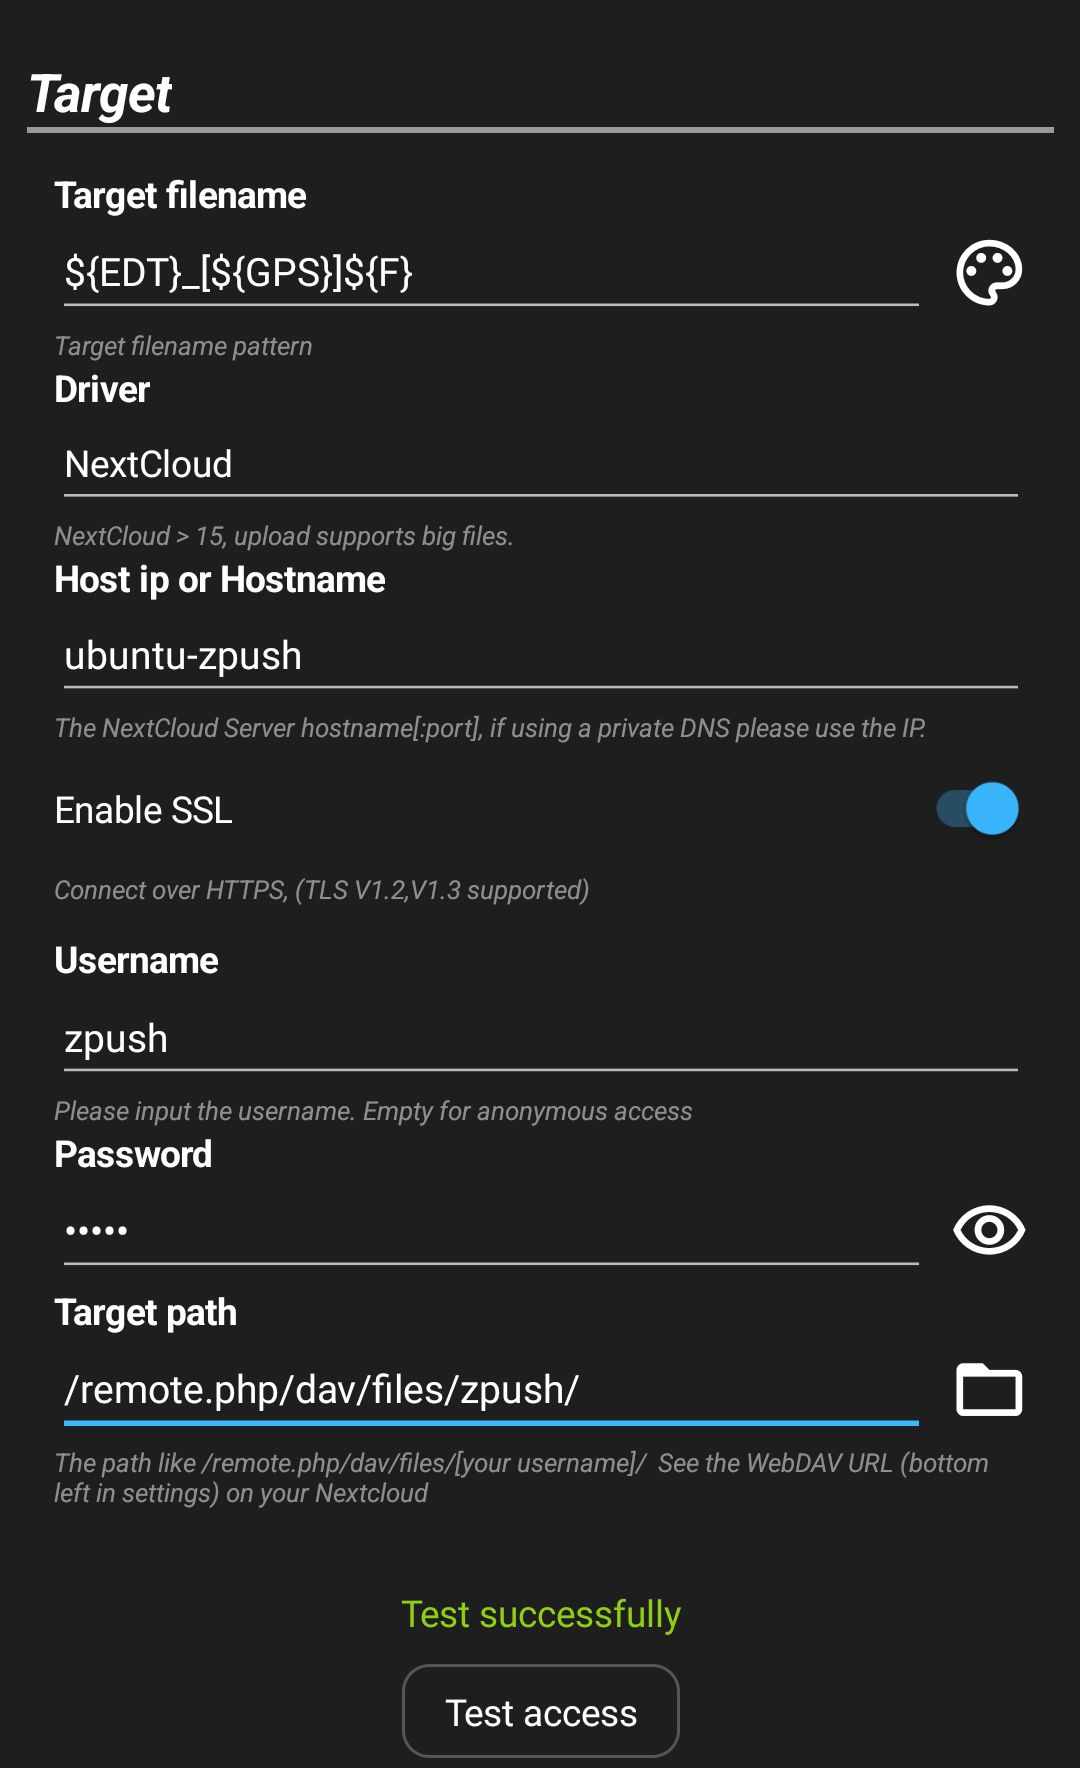 Target
Target filename
${EDT}_[${GPS}]${F}
Target filename pattern
Driver
NextCloud
NextCloud > 15, upload supports big files.
Host ip or Hostname
ubuntu-zpush
The NextCloud Server hostname[:port], if using a private DNS please use the IP.
Enable SSL
Connect over HTTPS, (TLS V1.2,V1.3 supported)
Username
zpush
Please input the username. Empty for anonymous access
Password
•••••
Target path
/remote.php/dav/files/zpush/
The path like /remote.php/dav/files/[your username]/  See the WebDAV URL (bottom
left in settings) on your Nextcloud
Test successfully
Test access